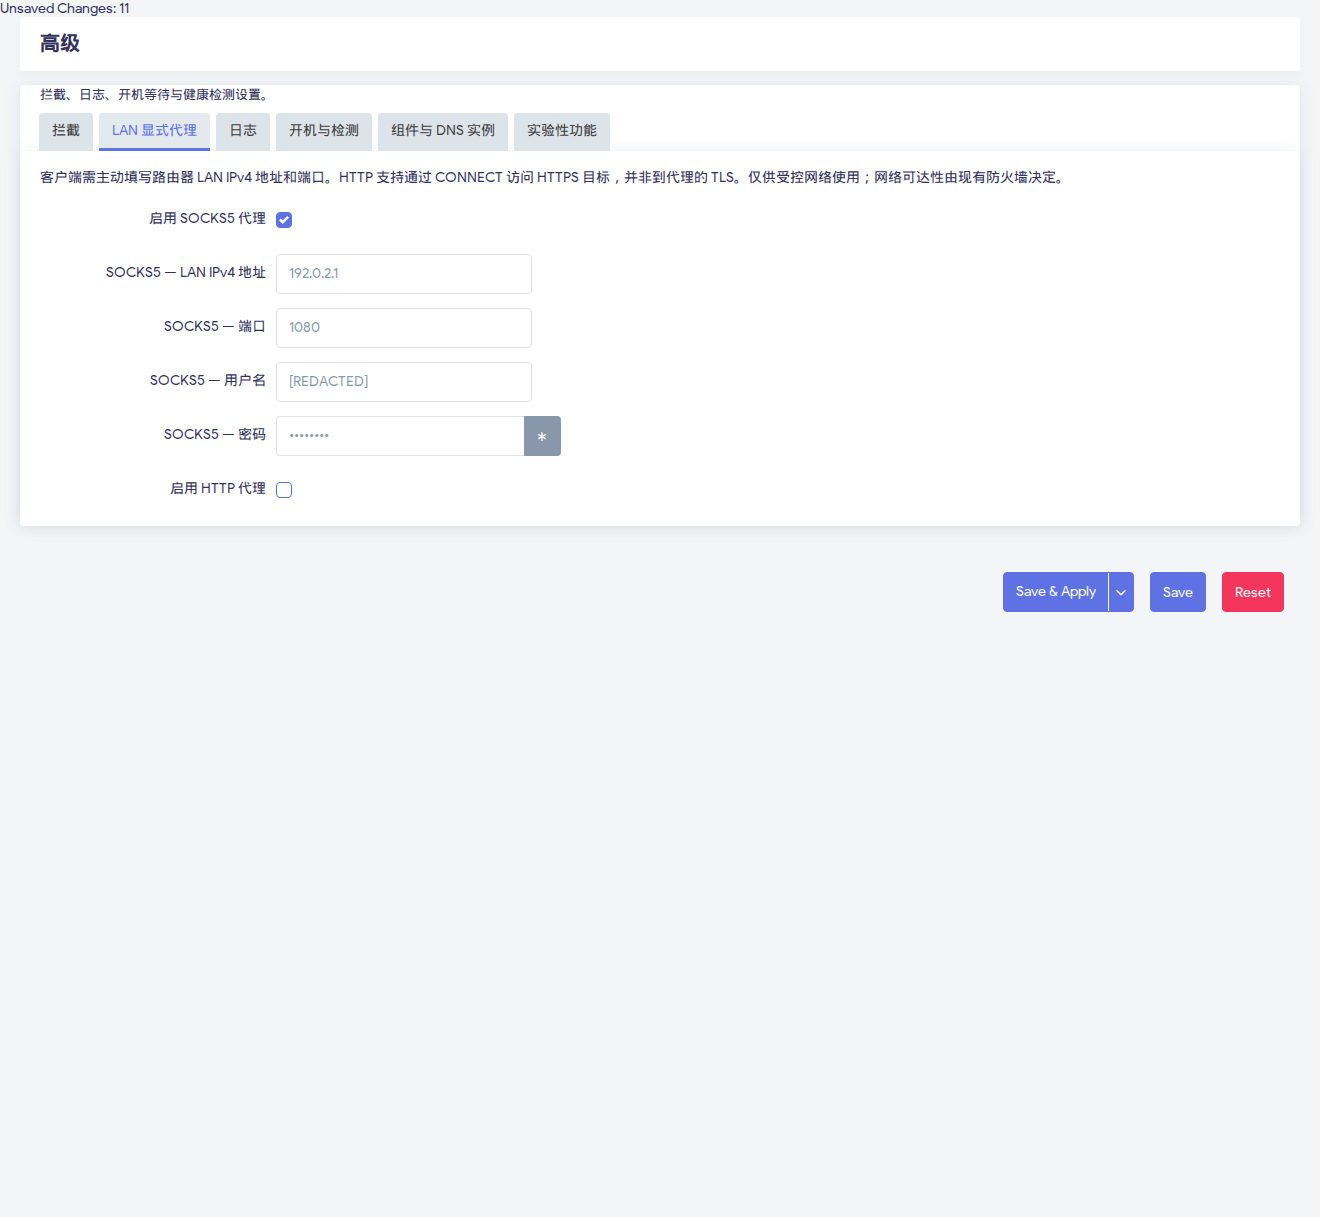 Unsaved Changes: 11
高级
拦截、日志、开机等待与健康检测设置。
拦截 LAN 显式代理 日志 开机与检测 组件与 DNS 实例 实验性功能
客户端需主动填写路由器 LAN IPv4 地址和端口。HTTP 支持通过 CONNECT 访问 HTTPS 目标，并非到代理的 TLS。仅供受控网络使用；网络可达性由现有防火墙决定。
启用 SOCKS5 代理
SOCKS5 — LAN IPv4 地址 192.0.2.1
SOCKS5 — 端口 1080
SOCKS5 — 用户名 [REDACTED]
SOCKS5 — 密码 •••••••• *
启用 HTTP 代理
Save & Apply Save Reset